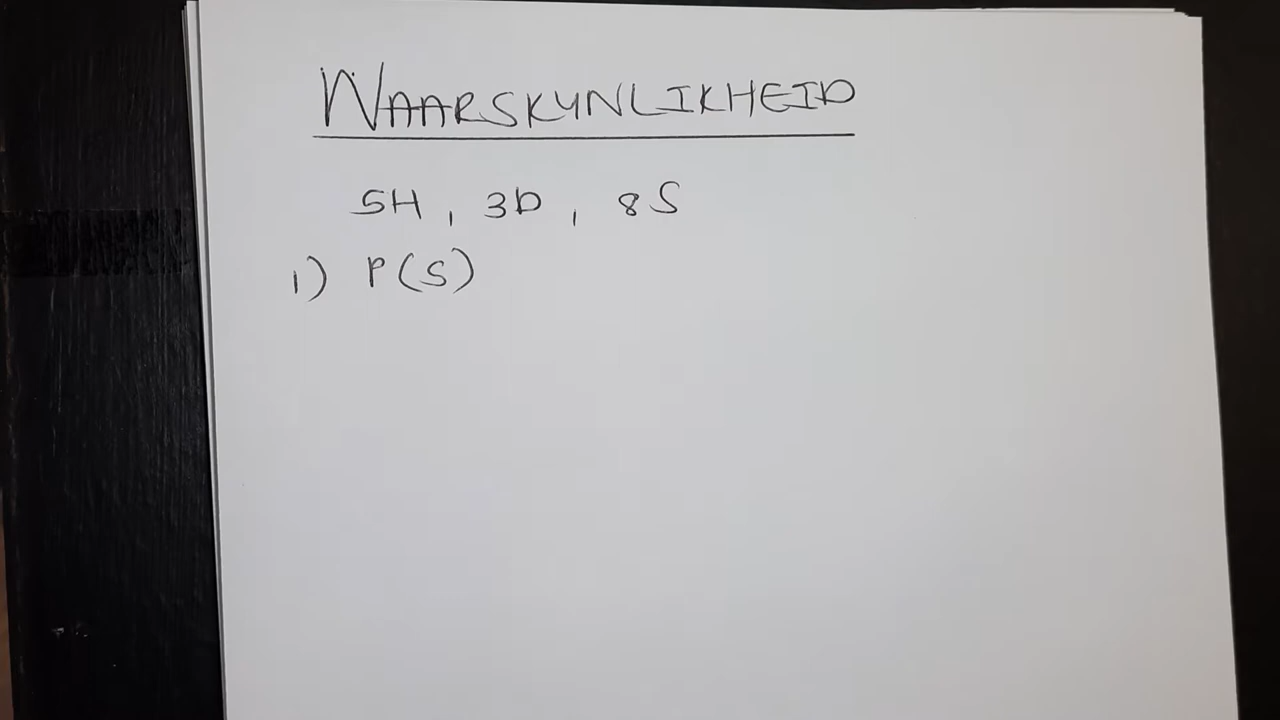 WAARSKYNLIKHEID
5H, 3D, 8S
1) P(S)